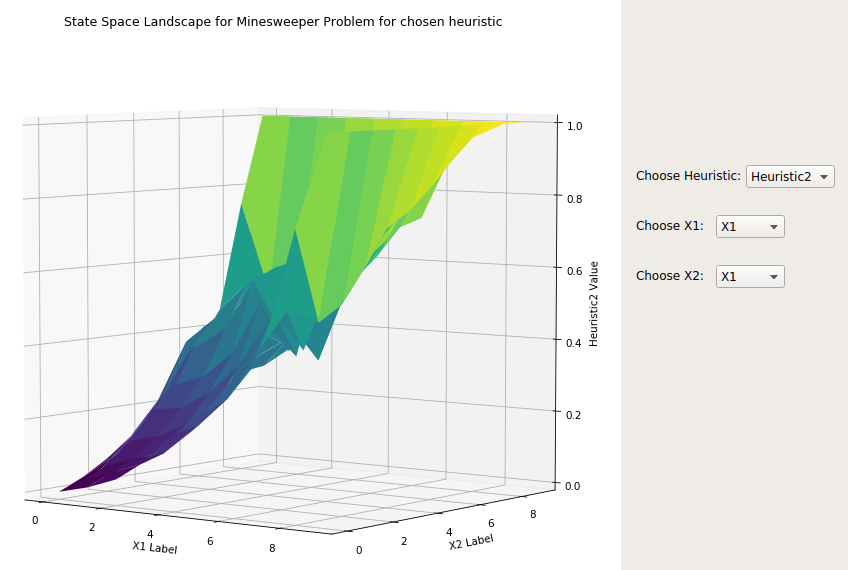 State Space Landscape for Minesweeper Problem for chosen heuristic
1.0
0.8
0.6
0.4
0.2
0.0
Heuristic2 Value
0
2
4
6
8
X1 Label
0
2
4
6
8
X2 Label
Choose Heuristic: Heuristic2
Choose X1: X1
Choose X2: X1